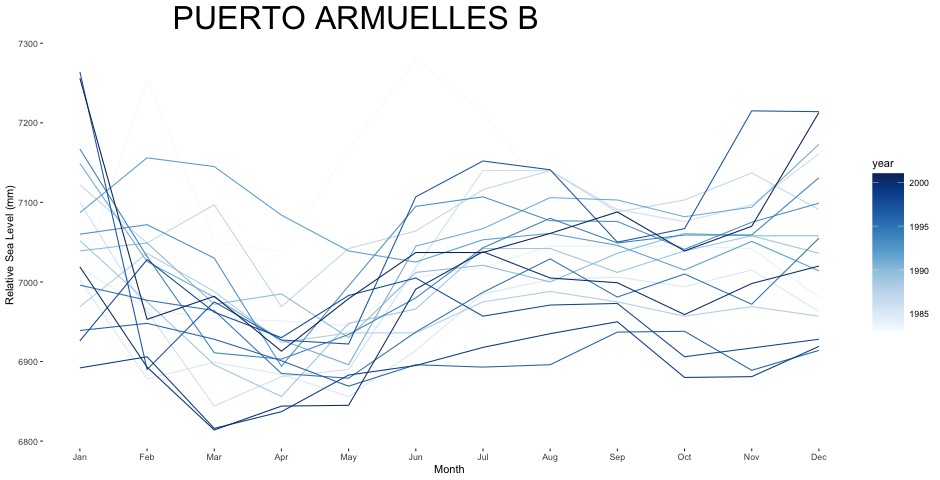 PUERTO ARMUELLES B
7300
7200
7100
7000
6900
6800
Relative Sea Level (mm)
Jan Feb Mar Apr May Jun Jul Aug Sep Oct Nov Dec
Month
year
2000
1995
1990
1985